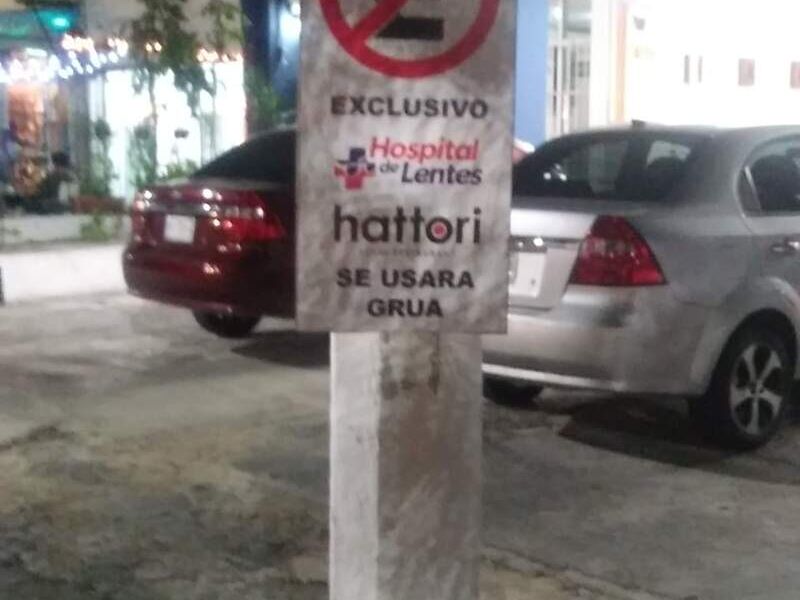 EXCLUSIVO
Hospital
de Lentes
hattori
SE USARA
GRUA